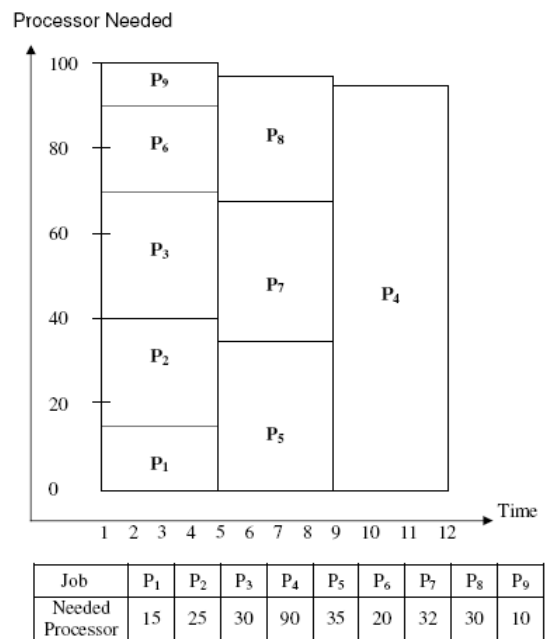 Processor Needed
100
P₉
80
P₆
P₈
60
P₃
P₇
P₄
40
P₂
20
P₅
P₁
0
Time
1 2 3 4 5 6 7 8 9 10 11 12
Job P₁ P₂ P₃ P₄ P₅ P₆ P₇ P₈ P₉
Needed Processor 15 25 30 90 35 20 32 30 10